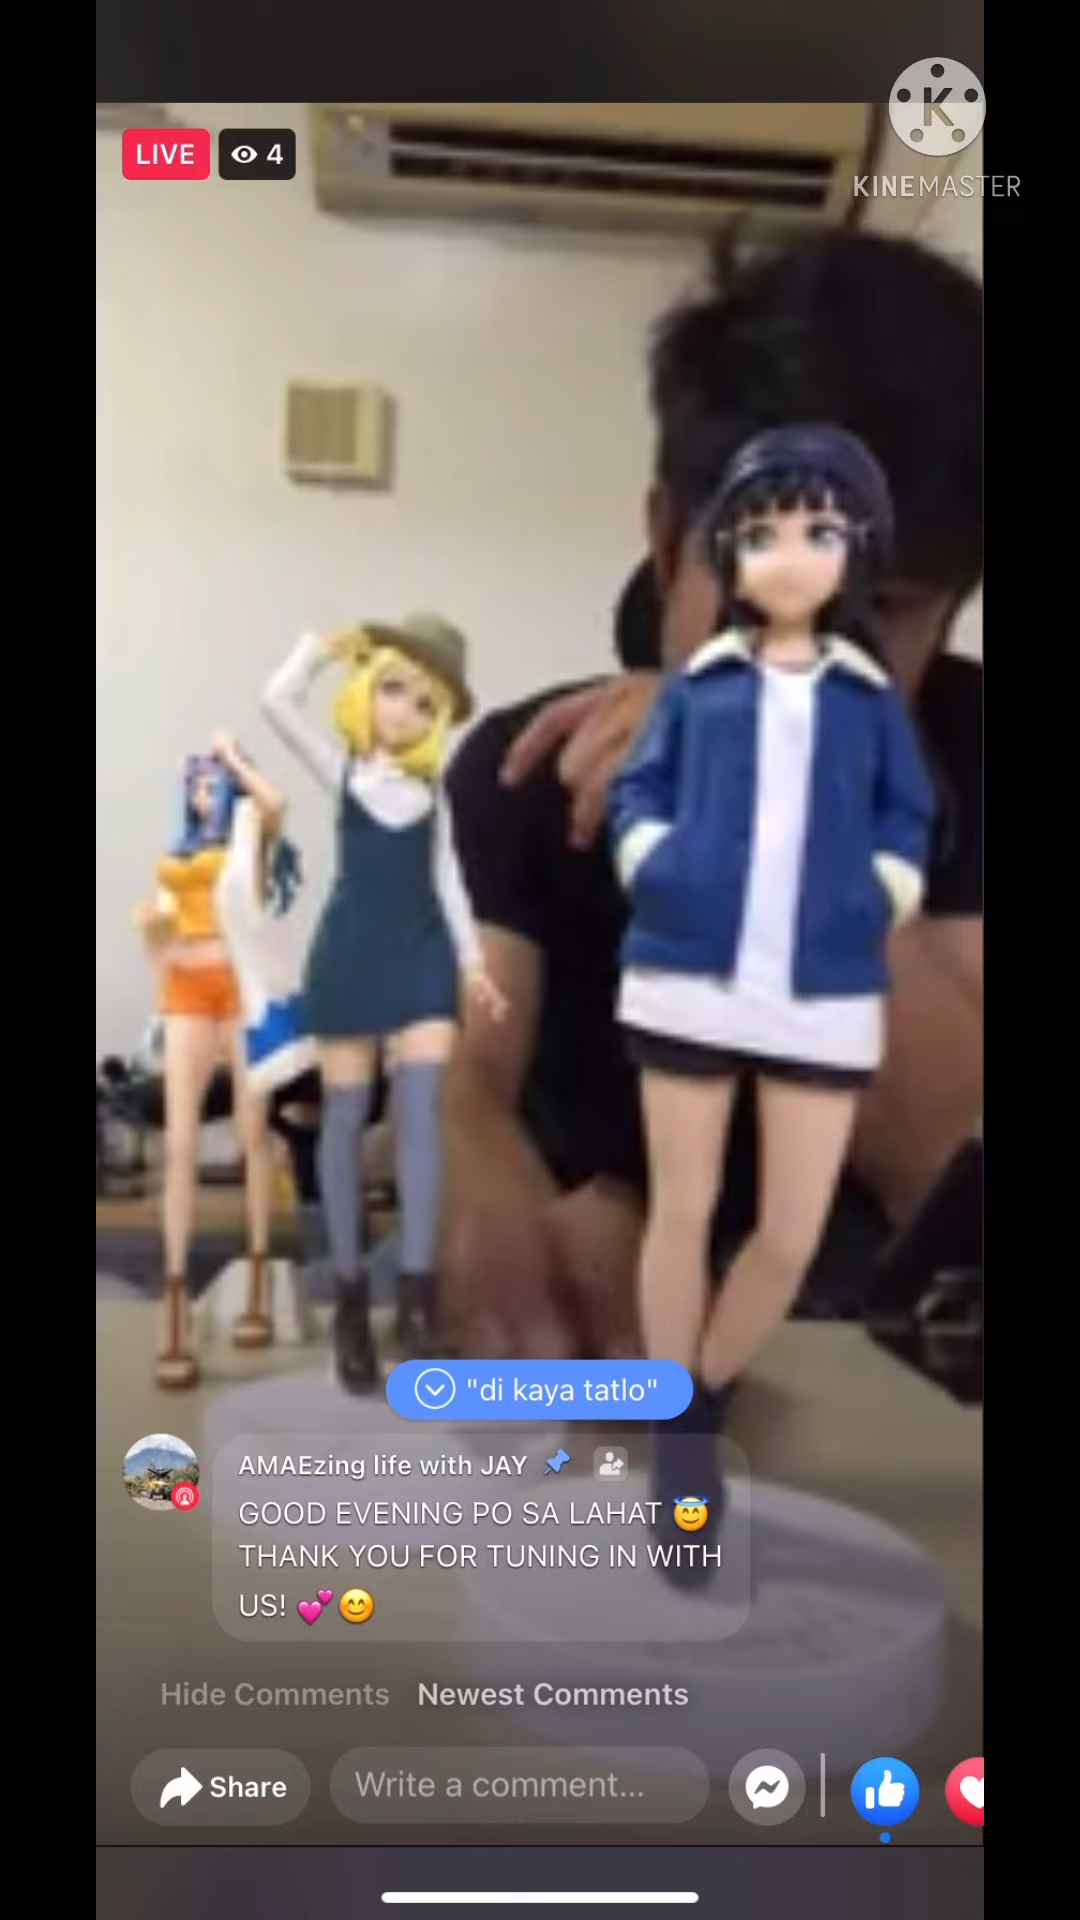 LIVE 4
K
KINEMASTER
"di kaya tatlo"
AMAEzing life with JAY
GOOD EVENING PO SA LAHAT 😇
THANK YOU FOR TUNING IN WITH
US! 💕😊
Hide Comments Newest Comments
Share Write a comment...